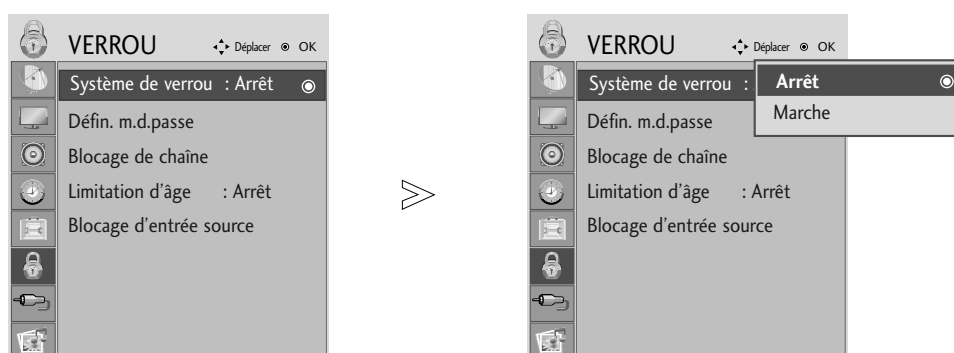 VERROU Déplacer OK
Système de verrou : Arrêt
Défin. m.d.passe
Blocage de chaîne
Limitation d'âge : Arrêt
Blocage d'entrée source
VERROU Déplacer OK
Système de verrou :
Défin. m.d.passe
Blocage de chaîne
Limitation d'âge : Arrêt
Blocage d'entrée source
Arrêt
Marche